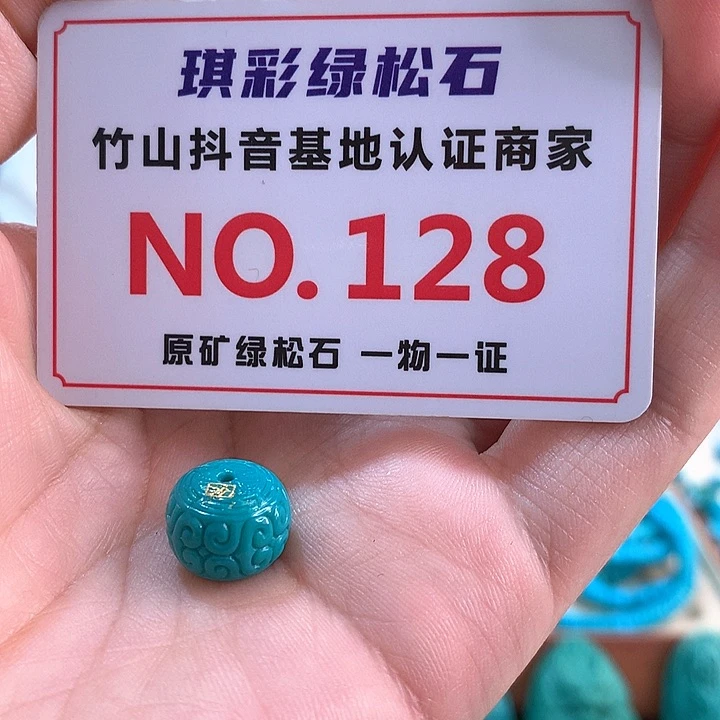 琪彩绿松石
竹山抖音基地认证商家
NO.128
原矿绿松石 一物一证